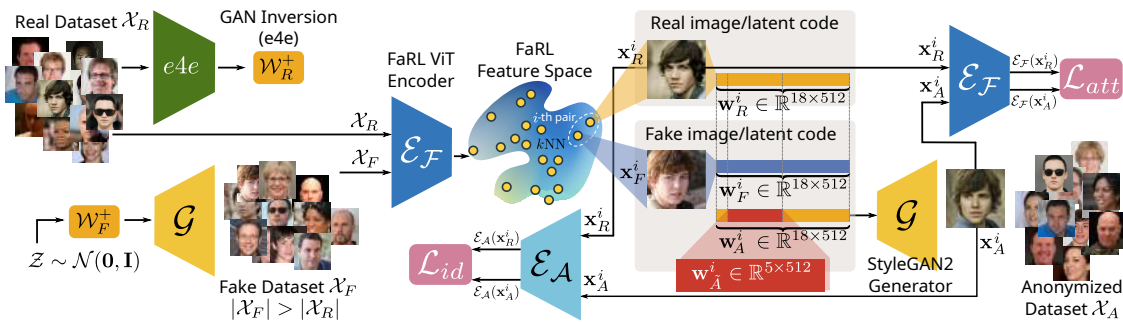 Real Dataset 𝒳_R
e4e
GAN Inversion
(e4e)
𝒲_R^+
FaRL ViT
Encoder
𝒳_R
𝒳_F
ℰ_ℱ
FaRL
Feature Space
i-th pair
kNN
Real image/latent code
x_R^i
w_R^i ∈ ℝ^{18×512}
Fake image/latent code
x_F^i
w_F^i ∈ ℝ^{18×512}
w_A^i ∈ ℝ^{18×512}
w_Ã^i ∈ ℝ^{5×512}
𝒢
StyleGAN2
Generator
x_R^i
x_A^i
ℰ_ℱ
ℰ_ℱ(x_R^i)
ℰ_ℱ(x_A^i)
ℒ_att
x_A^i
Anonymized
Dataset 𝒳_A
𝒲_F^+
𝒵 ∼ 𝒩(0, I)
𝒢
Fake Dataset 𝒳_F
|𝒳_F| > |𝒳_R|
ℒ_id
ℰ_𝒜(x_R^i)
ℰ_𝒜(x_A^i)
ℰ_𝒜
x_R^i
x_A^i